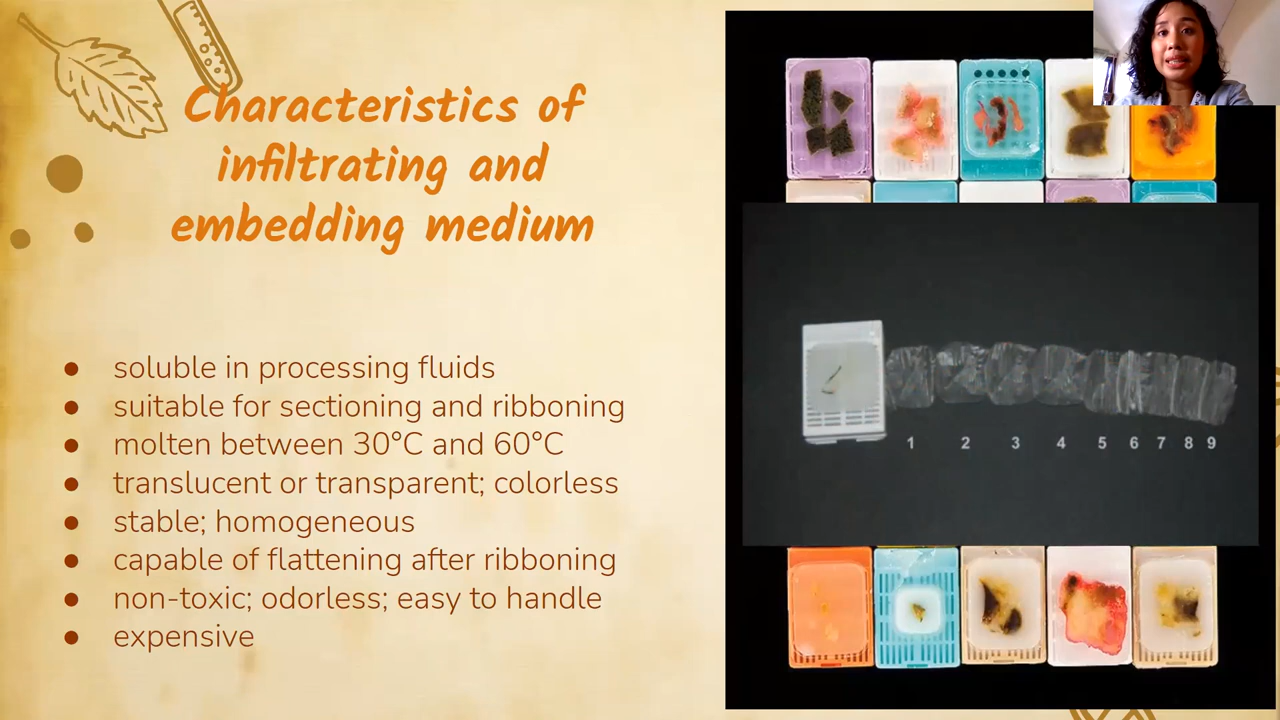 Characteristics of
infiltrating and
embedding medium
soluble in processing fluids
suitable for sectioning and ribboning
molten between 30°C and 60°C
translucent or transparent; colorless
stable; homogeneous
capable of flattening after ribboning
non-toxic; odorless; easy to handle
expensive
1 2 3 4 5 6 7 8 9